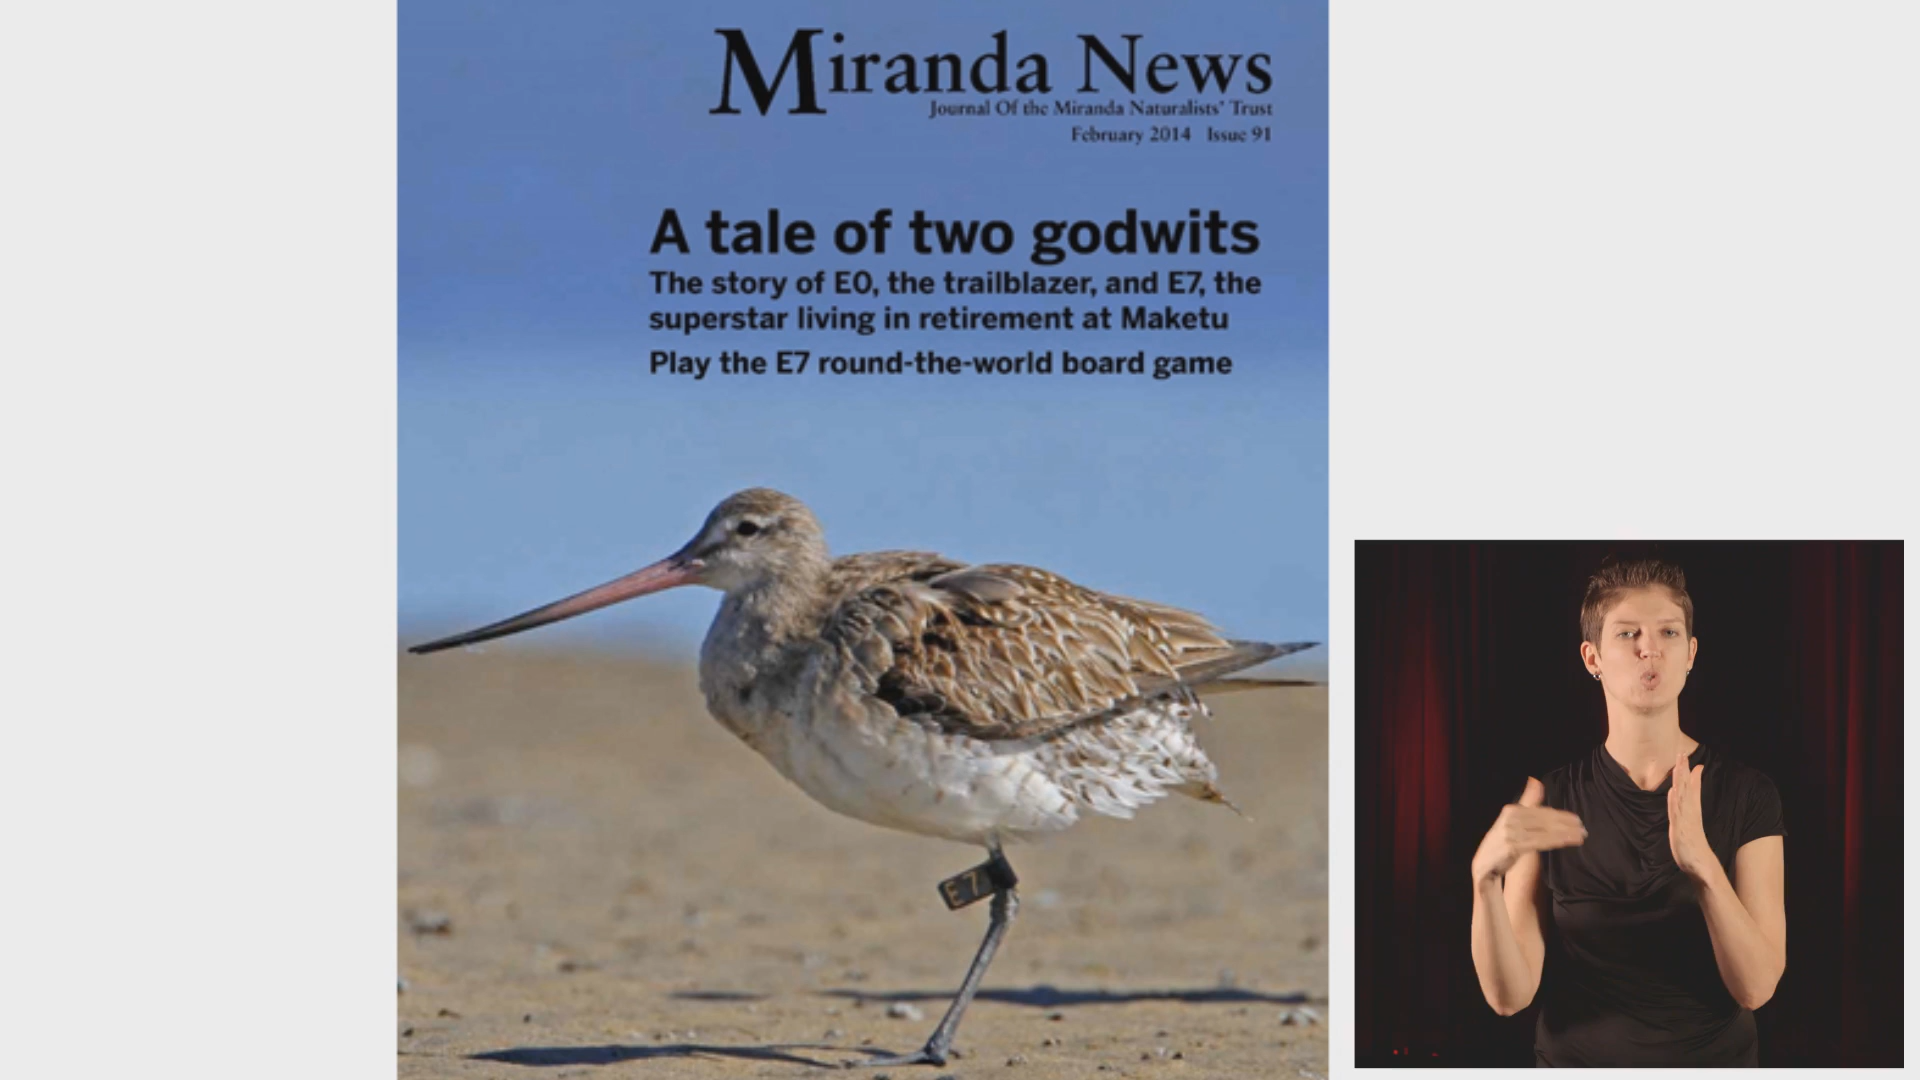 Miranda News
Journal Of the Miranda Naturalists' Trust
February 2014 Issue 91
A tale of two godwits
The story of E0, the trailblazer, and E7, the
superstar living in retirement at Maketu
Play the E7 round-the-world board game
E7